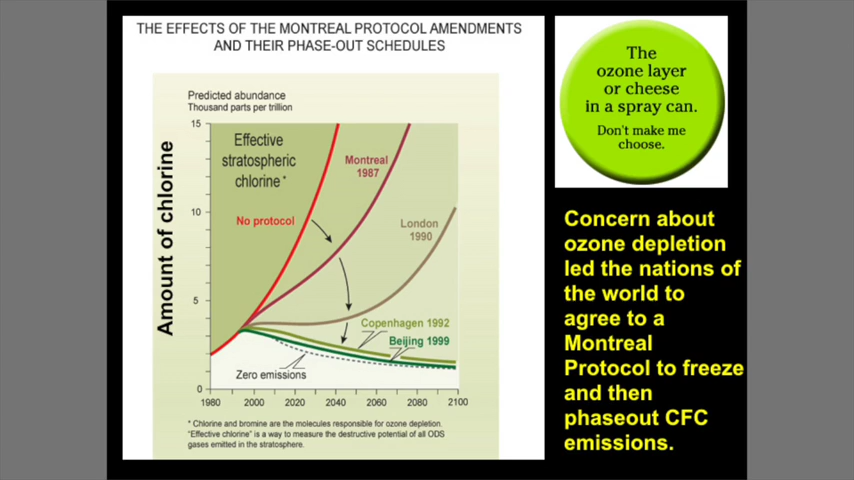 THE EFFECTS OF THE MONTREAL PROTOCOL AMENDMENTS
AND THEIR PHASE-OUT SCHEDULES
Predicted abundance
Thousand parts per trillion
15
10
5
0
Amount of chlorine
Effective
stratospheric
chlorine *
No protocol
Montreal
1987
London
1990
Copenhagen 1992
Beijing 1999
Zero emissions
1980 2000 2020 2040 2060 2080 2100
* Chlorine and bromine are the molecules responsible for ozone depletion.
"Effective chlorine" is a way to measure the destructive potential of all ODS
gases emitted in the stratosphere.
The
ozone layer
or cheese
in a spray can.
Don't make me
choose.
Concern about
ozone depletion
led the nations of
the world to
agree to a
Montreal
Protocol to freeze
and then
phaseout CFC
emissions.